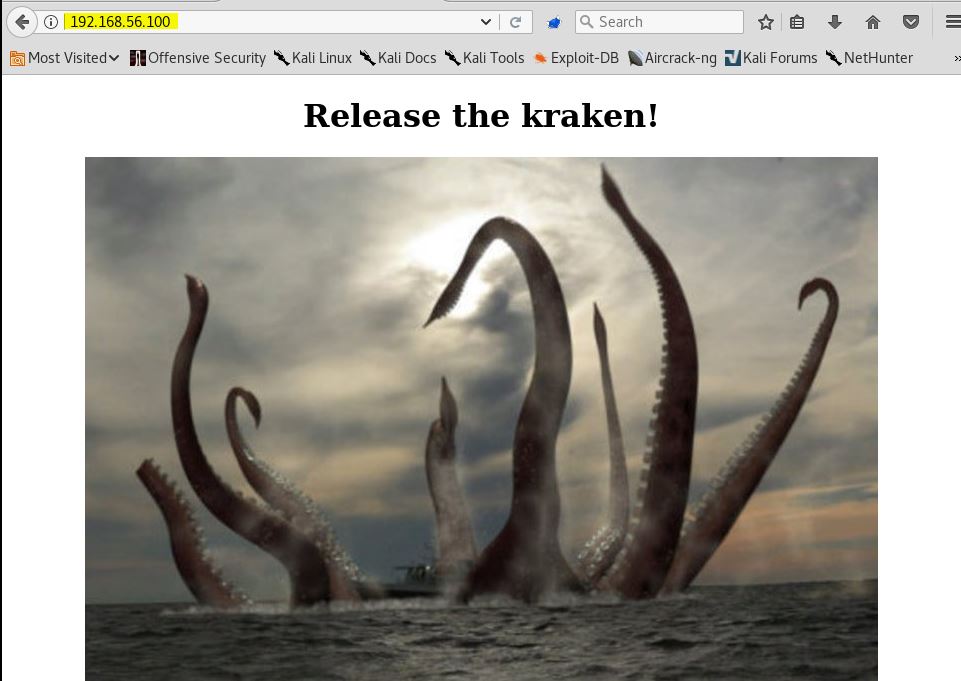 192.168.56.100
Search
Most Visited Offensive Security Kali Linux Kali Docs Kali Tools Exploit-DB Aircrack-ng Kali Forums NetHunter »
Release the kraken!